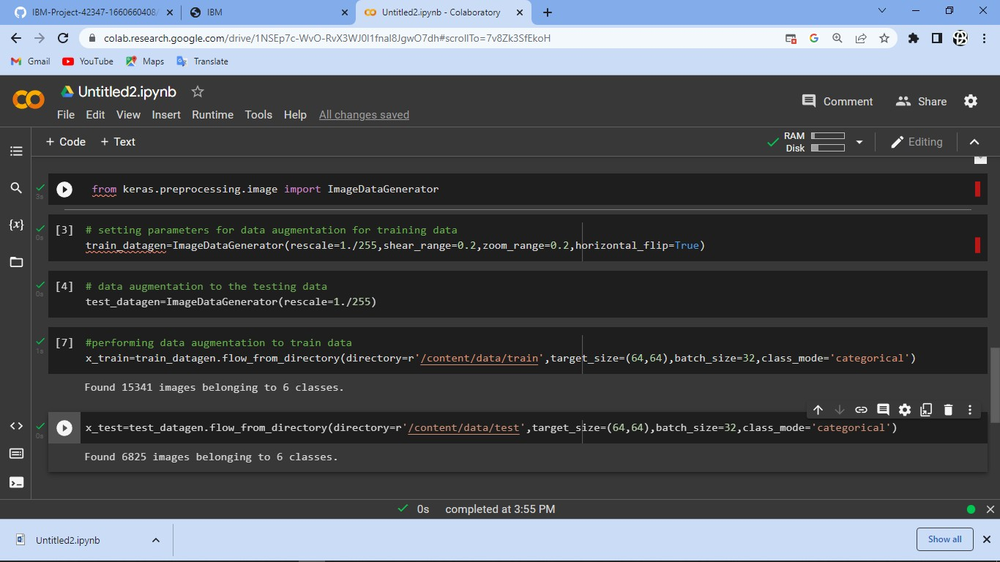 IBM-Project-42347-1660660408/
IBM
Untitled2.ipynb - Colaboratory
colab.research.google.com/drive/1NSEp7c-WvO-RvX3WJ0I1fnal8JgwO7dh#scrollTo=7v8Zk3SfEkoH
Gmail
YouTube
Maps
Translate
Untitled2.ipynb
File Edit View Insert Runtime Tools Help All changes saved
Comment
Share
+ Code + Text
RAM
Disk
Editing
3s
from keras.preprocessing.image import ImageDataGenerator
0s
[3] # setting parameters for data augmentation for training data
train_datagen=ImageDataGenerator(rescale=1./255,shear_range=0.2,zoom_range=0.2,horizontal_flip=True)
0s
[4] # data augmentation to the testing data
test_datagen=ImageDataGenerator(rescale=1./255)
{x}
1s
[7] #performing data augmentation to train data
x_train=train_datagen.flow_from_directory(directory=r'/content/data/train',target_size=(64,64),batch_size=32,class_mode='categorical')
Found 15341 images belonging to 6 classes.
0s
x_test=test_datagen.flow_from_directory(directory=r'/content/data/test',target_size=(64,64),batch_size=32,class_mode='categorical')
Found 6825 images belonging to 6 classes.
0s completed at 3:55 PM
Untitled2.ipynb
Show all